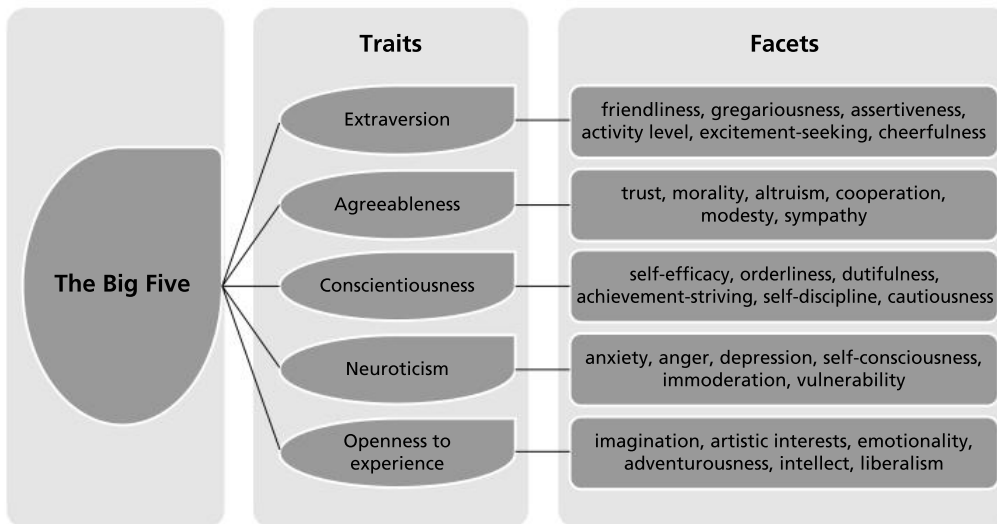 Traits
Facets
The Big Five
Extraversion
friendliness, gregariousness, assertiveness,
activity level, excitement-seeking, cheerfulness
Agreeableness
trust, morality, altruism, cooperation,
modesty, sympathy
Conscientiousness
self-efficacy, orderliness, dutifulness,
achievement-striving, self-discipline, cautiousness
Neuroticism
anxiety, anger, depression, self-consciousness,
immoderation, vulnerability
Openness to
experience
imagination, artistic interests, emotionality,
adventurousness, intellect, liberalism